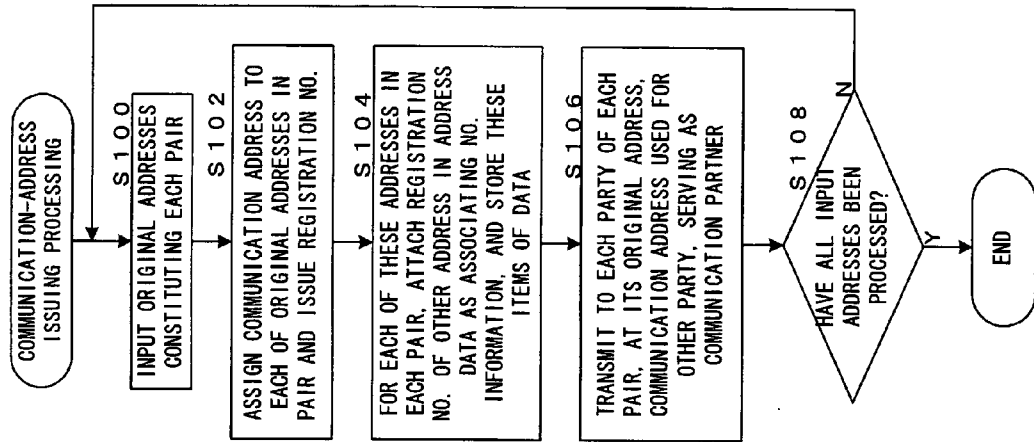 COMMUNICATION-ADDRESS
ISSUING PROCESSING
S100
INPUT ORIGINAL ADDRESSES
CONSTITUTING EACH PAIR
S102
ASSIGN COMMUNICATION ADDRESS TO
EACH OF ORIGINAL ADDRESSES IN
PAIR AND ISSUE REGISTRATION NO.
S104
FOR EACH OF THESE ADDRESSES IN
EACH PAIR, ATTACH REGISTRATION
NO. OF OTHER ADDRESS IN ADDRESS
DATA AS ASSOCIATING NO.
INFORMATION, AND STORE THESE
ITEMS OF DATA
S106
TRANSMIT TO EACH PARTY OF EACH
PAIR, AT ITS ORIGINAL ADDRESS,
COMMUNICATION ADDRESS USED FOR
OTHER PARTY, SERVING AS
COMMUNICATION PARTNER
S108
HAVE ALL INPUT
ADDRESSES BEEN
PROCESSED?
N
Y
END